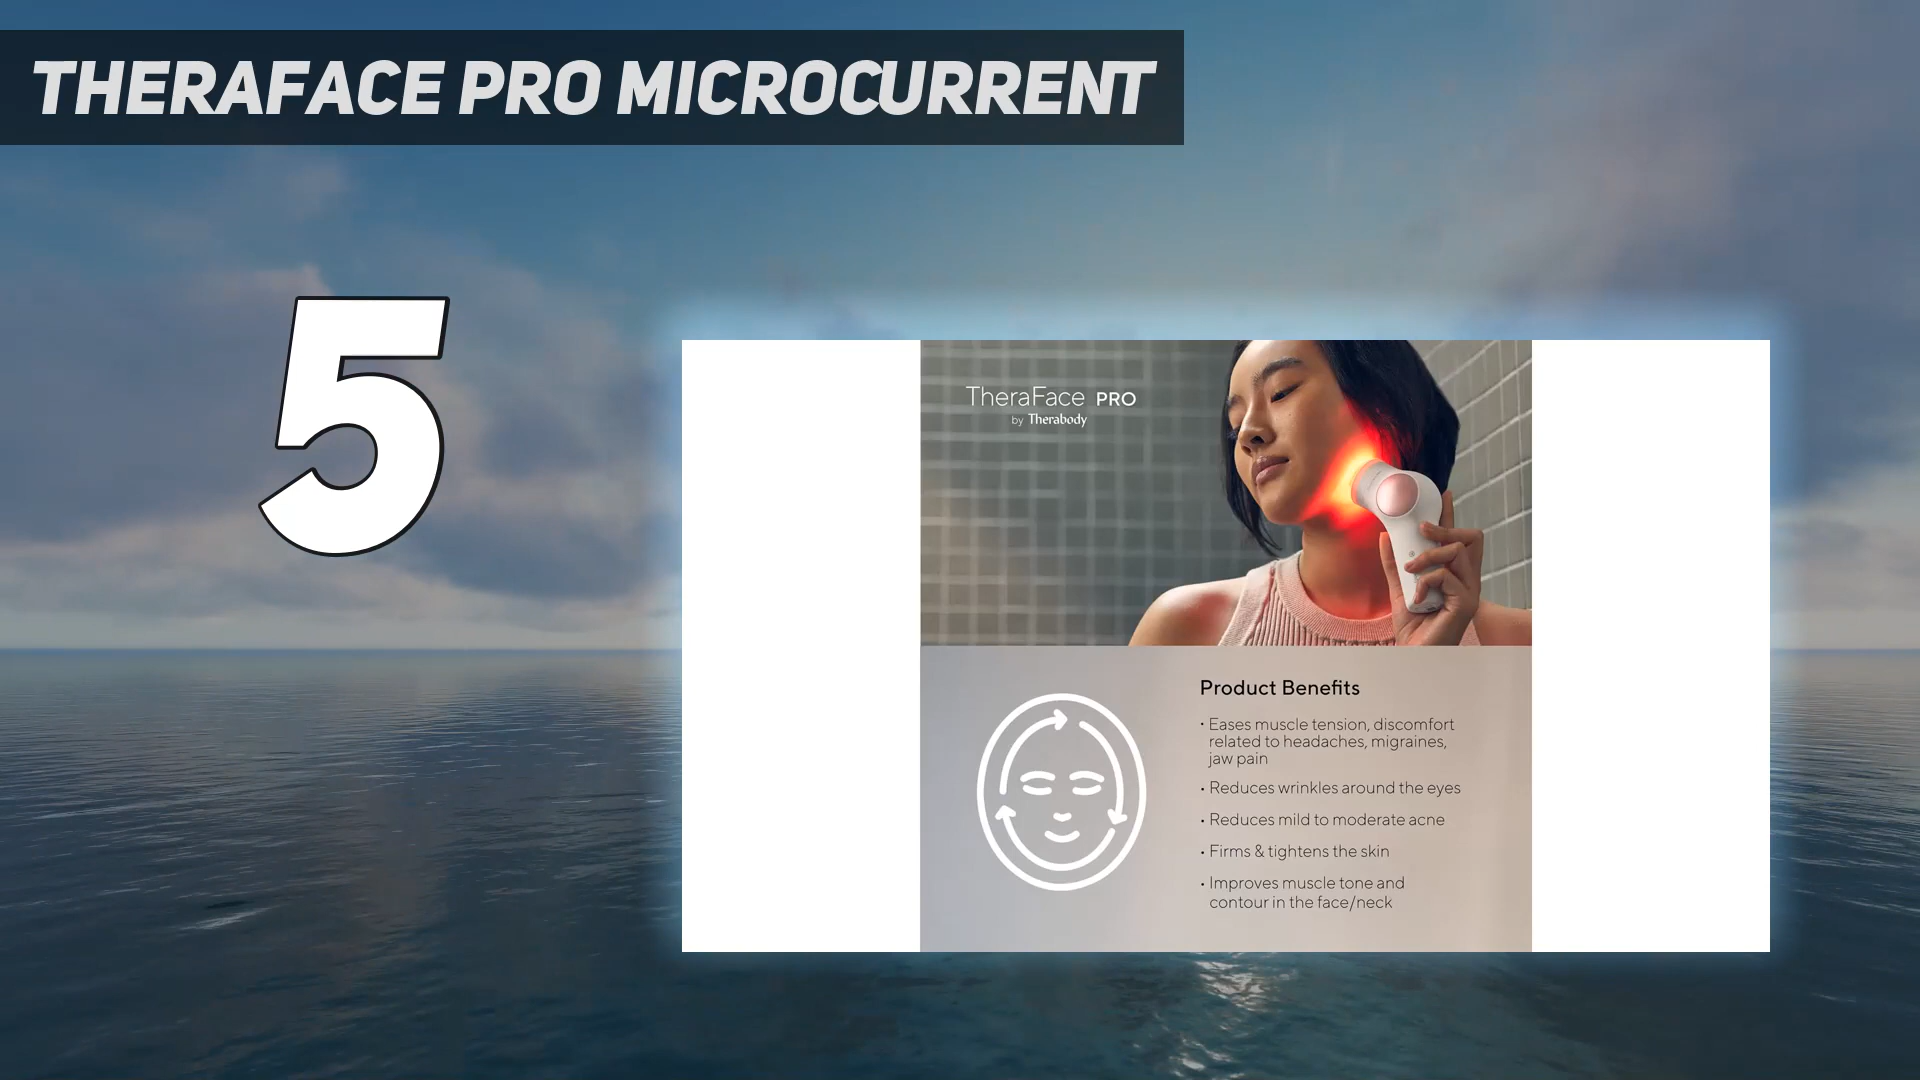 THERAFACE PRO MICROCURRENT
5
TheraFace PRO
by Therabody
Product Benefits
• Eases muscle tension, discomfort
related to headaches, migraines,
jaw pain
• Reduces wrinkles around the eyes
• Reduces mild to moderate acne
• Firms & tightens the skin
• Improves muscle tone and
contour in the face/neck